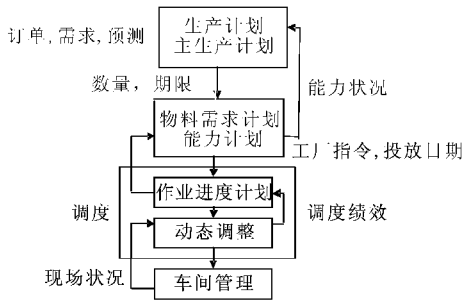 生产计划
订单,需求,预测
主生产计划
数量，期限
能力状况
物料需求计划
能力计划
工厂指令,投放日期
作业进度计划
调度
调度绩效
动态调整
现场状况
车间管理